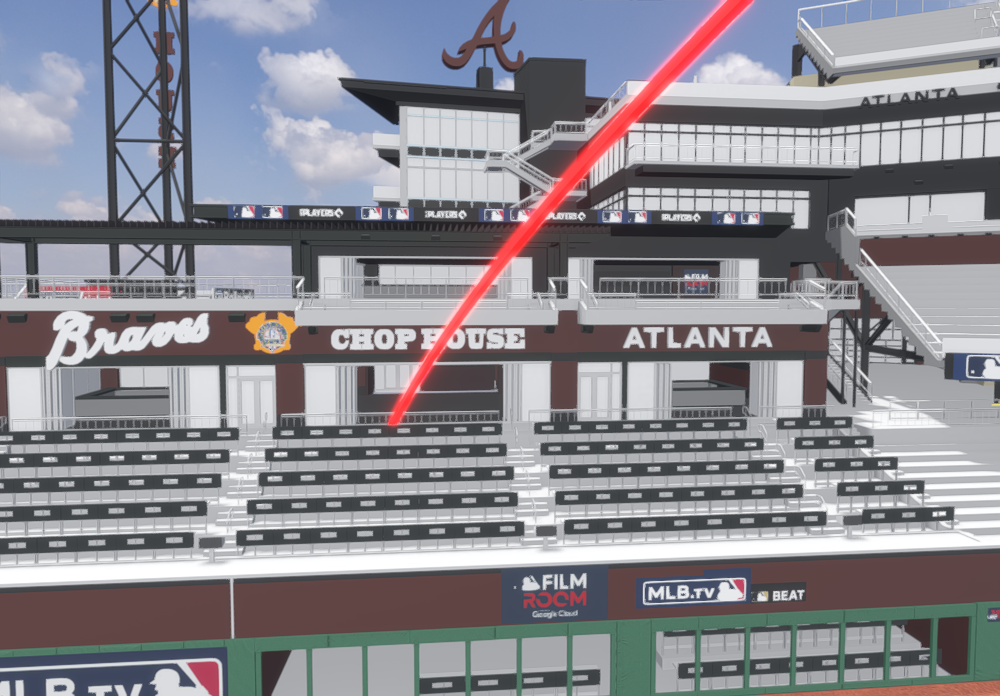 A
ATLANTA
PLAYERS
PLAYERS
PLAYERS
PLAYERS
Braves
CHOP HOUSE
ATLANTA
FILM
ROOM
Google Cloud
MLB.TV
BEAT
MLB.TV